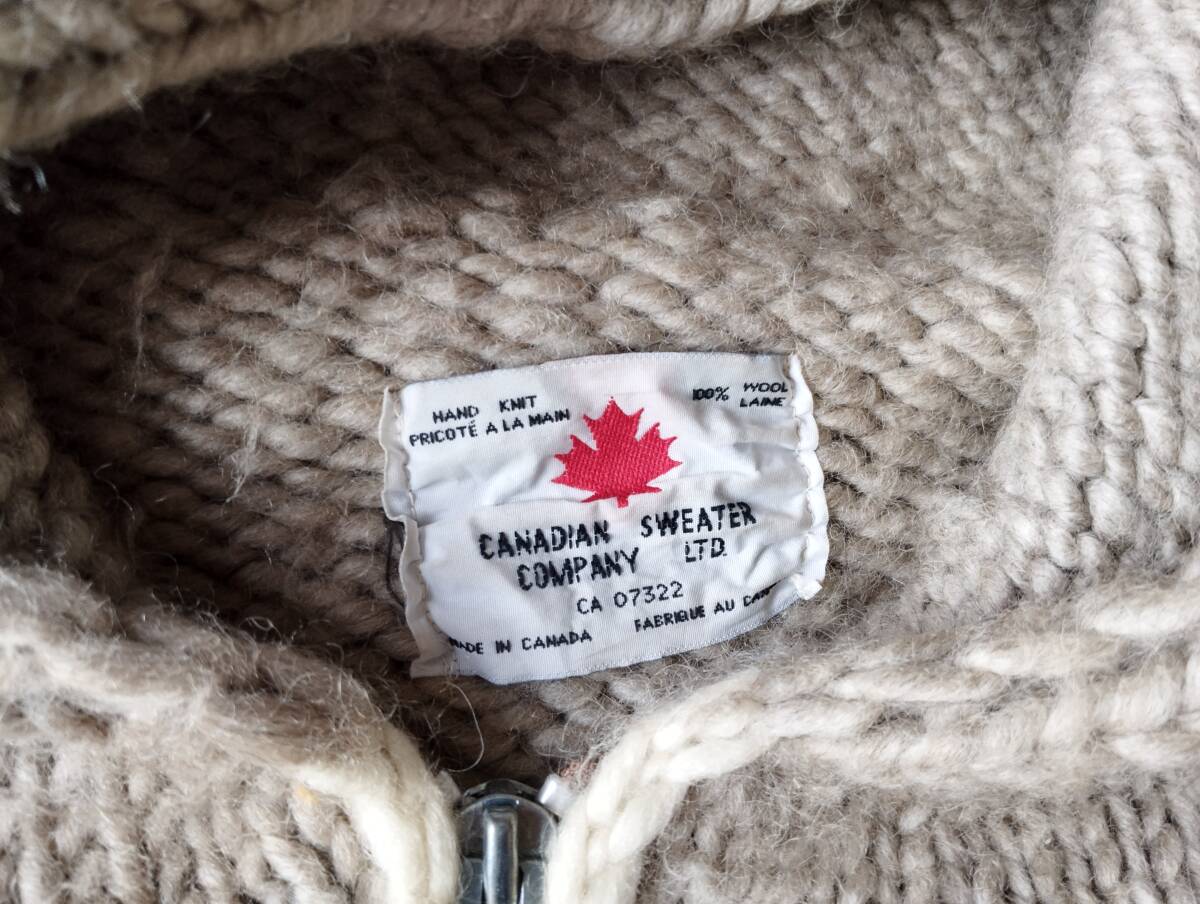 HAND KNIT
PRICOTÉ A LA MAIN
100% WOOL
LAINE
CANADIAN SWEATER
COMPANY LTD.
CA 07322
MADE IN CANADA
FABRIQUE AU CAN